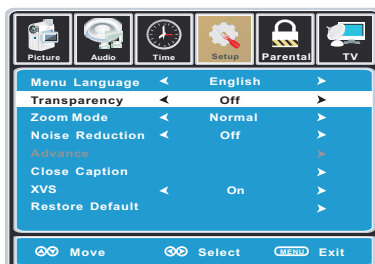 Picture Audio Time Setup Parental TV
Menu Language English
Transparency Off
Zoom Mode Normal
Noise Reduction Off
Advance
Close Caption
XVS On
Restore Default
Move Select MENU Exit